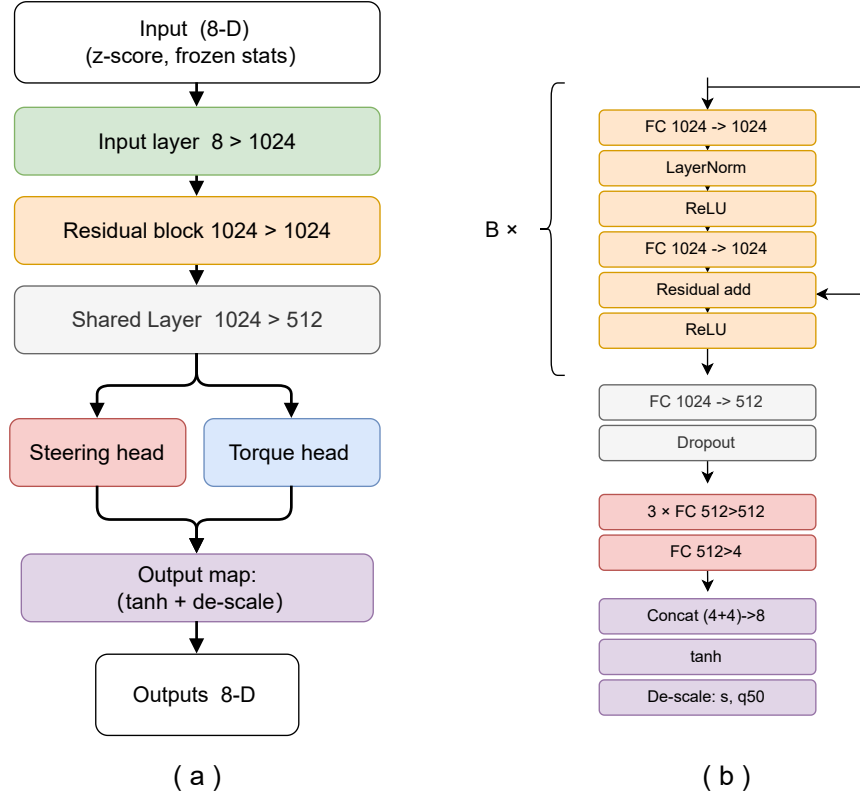 Input (8-D)
(z-score, frozen stats)
Input layer 8 > 1024
Residual block 1024 > 1024
Shared Layer 1024 > 512
Steering head
Torque head
Output map:
(tanh + de-scale)
Outputs 8-D
( a )
B ×
FC 1024 -> 1024
LayerNorm
ReLU
FC 1024 -> 1024
Residual add
ReLU
FC 1024 -> 512
Dropout
3 × FC 512>512
FC 512>4
Concat (4+4)->8
tanh
De-scale: s, q50
( b )